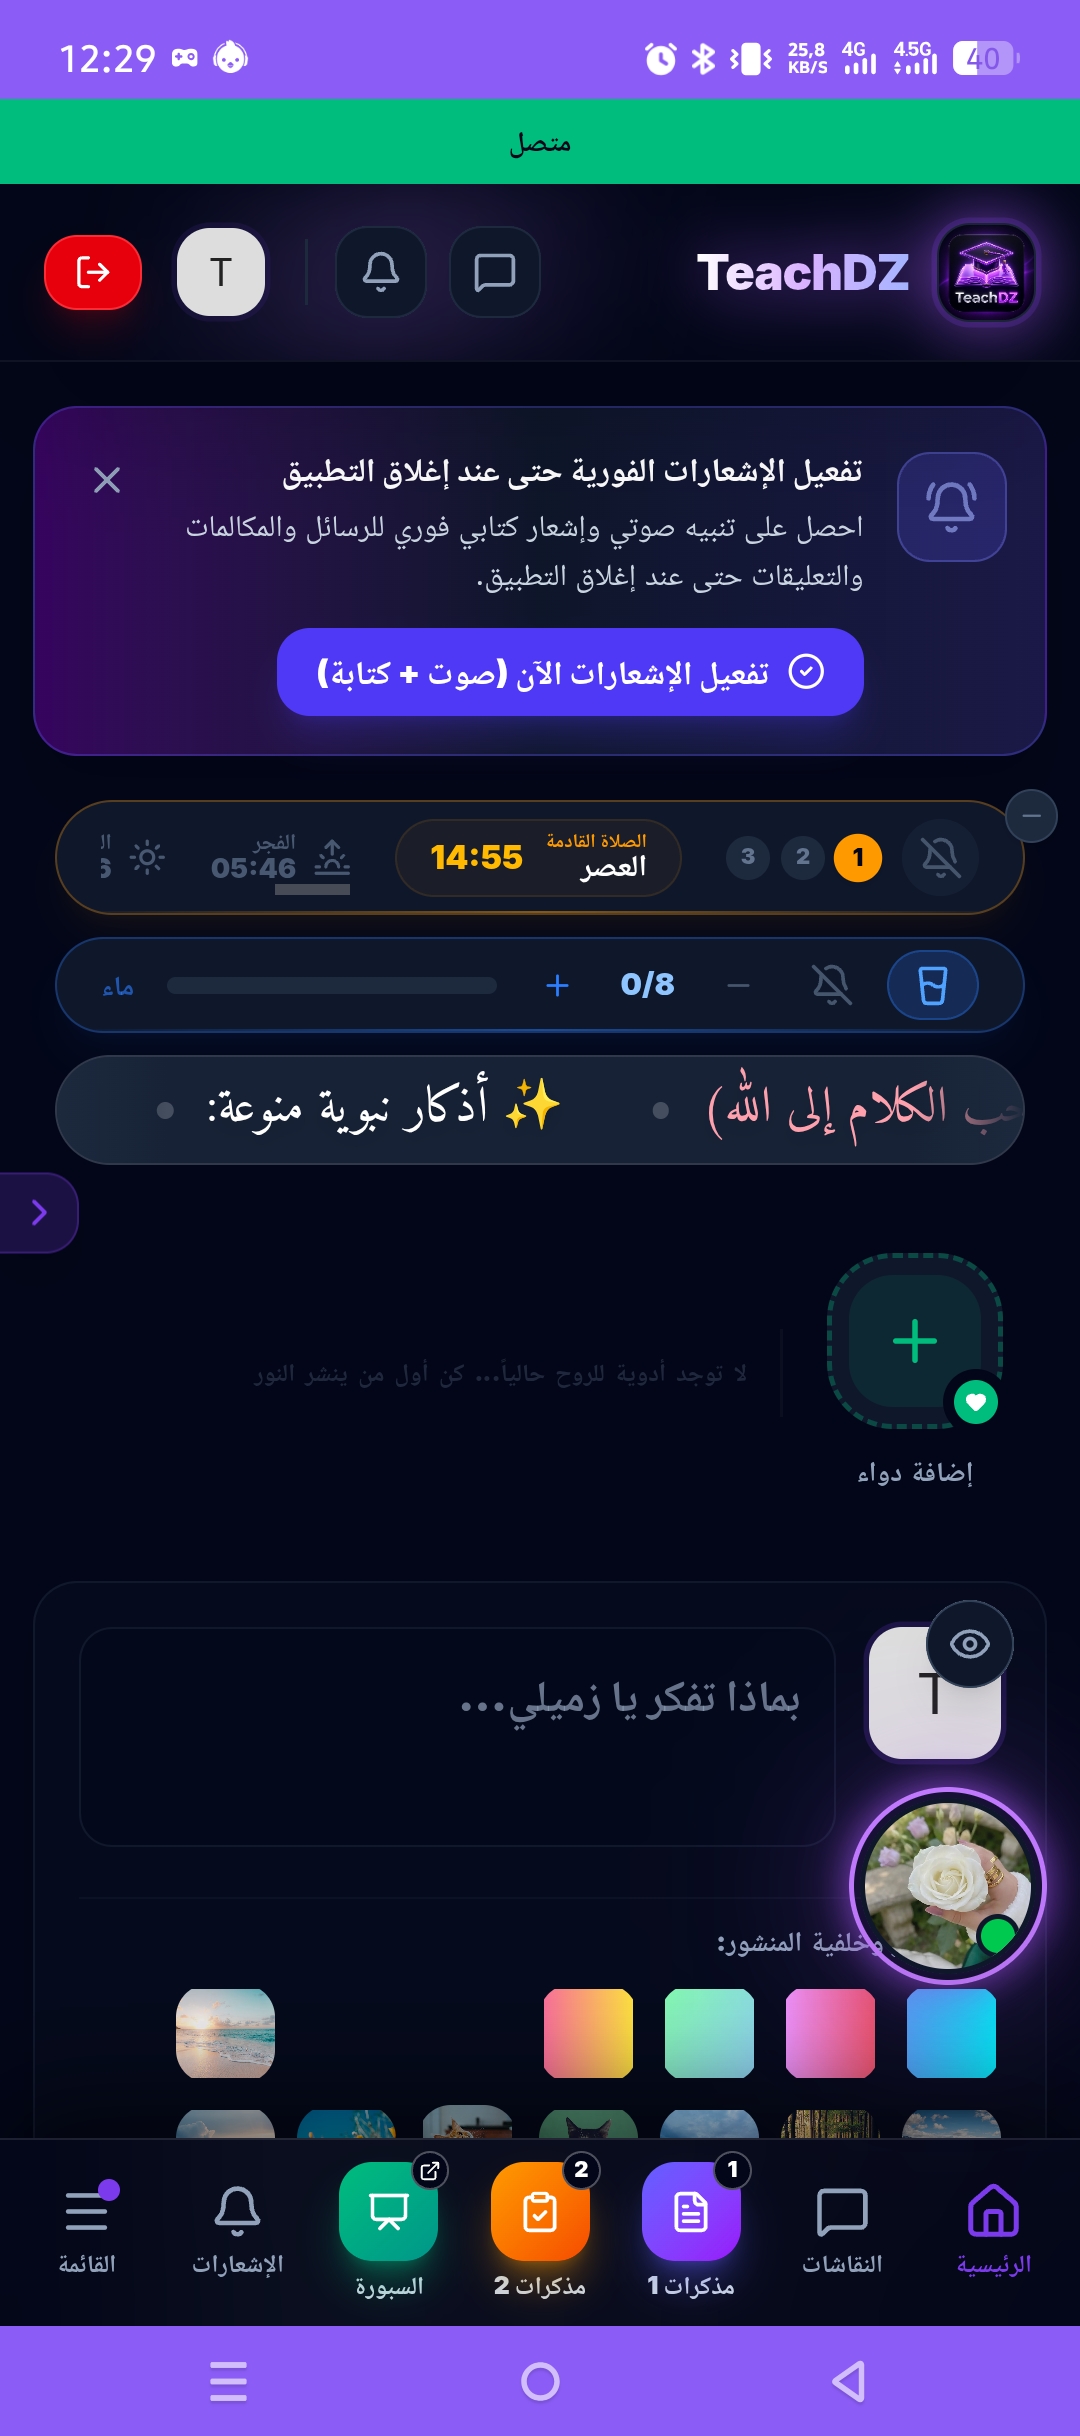 12:29
25,8 KB/S
4G
4.5G
40
متصل
TeachDZ
TeachDZ
T
تفعيل الإشعارات الفورية حتى عند إغلاق التطبيق
احصل على تنبيه صوتي وإشعار كتابي فوري للرسائل والمكالمات
والتعليقات حتى عند إغلاق التطبيق.
تفعيل الإشعارات الآن (صوت + كتابة)
1 2 3
الصلاة القادمة
العصر
14:55
الفجر
05:46
0/8
ماء
الكلام إلى الله)
✨ أذكار نبوية منوعة:
لا توجد أدوية للروح حالياً... كن أول من ينشر النور
إضافة دواء
T
بماذا تفكر يا زميلي...
وخلفية المنشور:
الرئيسية
النقاشات
1
مذكرات 1
2
مذكرات 2
السبورة
الإشعارات
القائمة